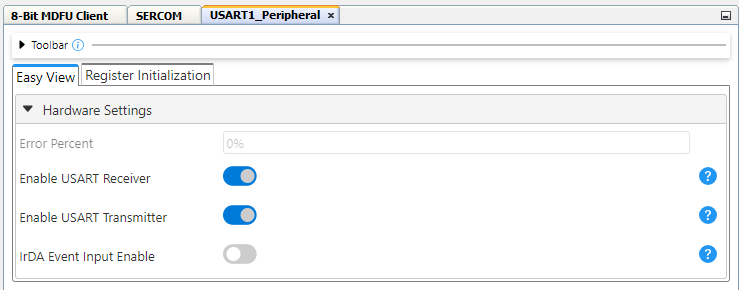 8-Bit MDFU Client SERCOM USART1_Peripheral ×
Toolbar i
Easy View Register Initialization
Hardware Settings
Error Percent 0%
Enable USART Receiver ?
Enable USART Transmitter ?
IrDA Event Input Enable ?